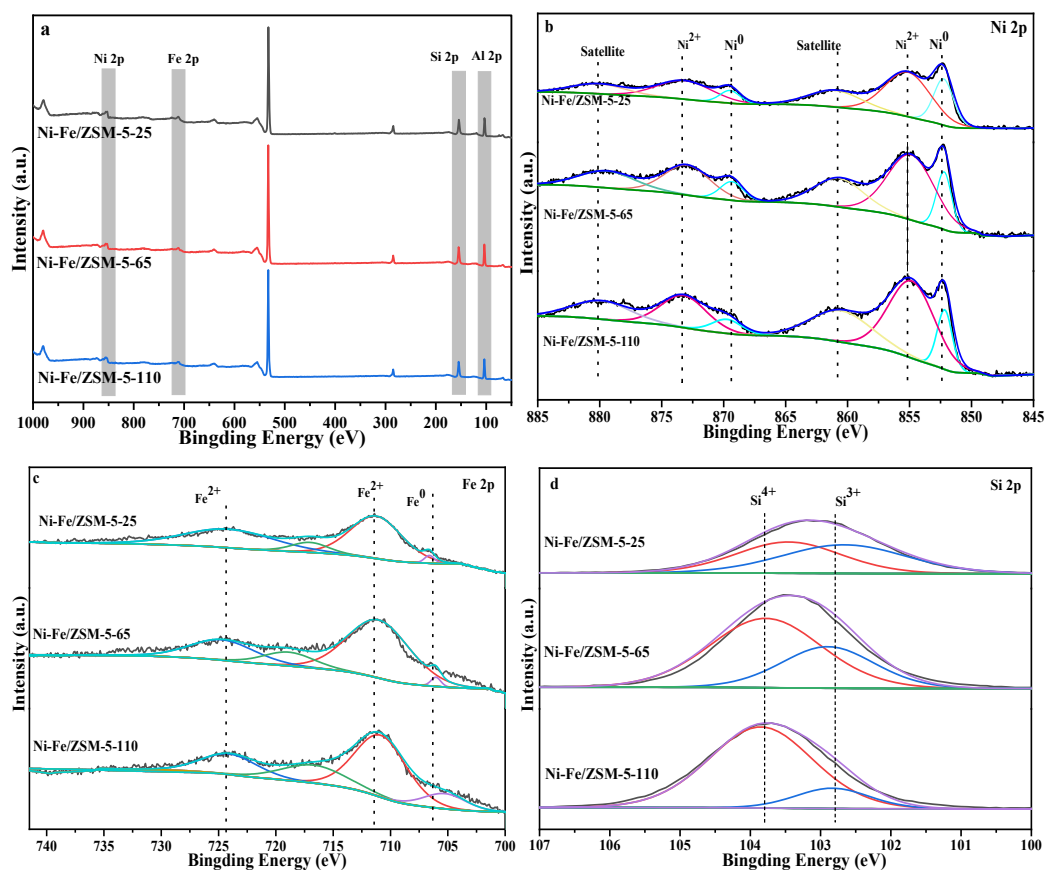 a
Ni 2p
Fe 2p
Si 2p
Al 2p
Ni-Fe/ZSM-5-25
Ni-Fe/ZSM-5-65
Ni-Fe/ZSM-5-110
Intensity (a.u.)
1000 900 800 700 600 500 400 300 200 100
Bingding Energy (eV)
b
Ni 2p
Satellite
Ni2+
Ni0
Satellite
Ni2+
Ni0
Ni-Fe/ZSM-5-25
Ni-Fe/ZSM-5-65
Ni-Fe/ZSM-5-110
Intensity (a.u.)
885 880 875 870 865 860 855 850 845
Bingding Energy (eV)
c
Fe 2p
Fe2+
Fe2+
Fe0
Ni-Fe/ZSM-5-25
Ni-Fe/ZSM-5-65
Ni-Fe/ZSM-5-110
Intensity (a.u.)
740 735 730 725 720 715 710 705 700
Bingding Energy (eV)
d
Si 2p
Si4+
Si3+
Ni-Fe/ZSM-5-25
Ni-Fe/ZSM-5-65
Ni-Fe/ZSM-5-110
Intensity (a.u.)
107 106 105 104 103 102 101 100
Bingding Energy (eV)